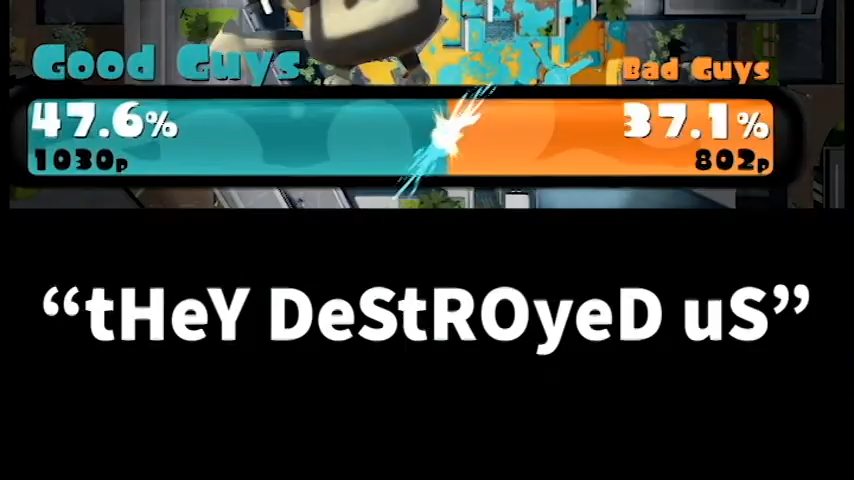 Good Guys Bad Guys
47.6% 37.1%
1030p 802p
“tHeY DeStROyeD uS”